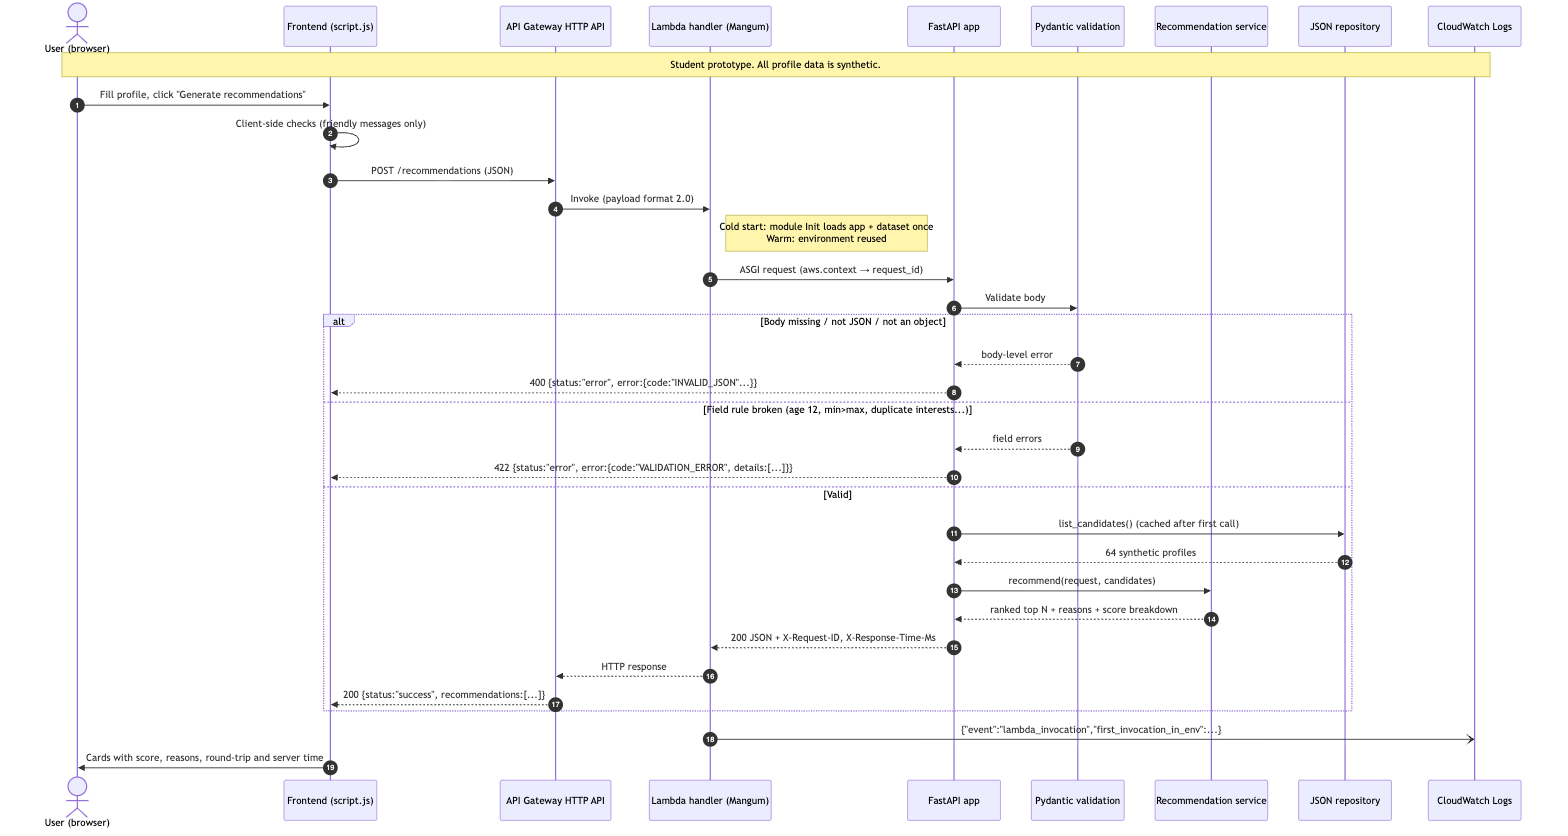 Frontend (script.js)
API Gateway HTTP API
Lambda handler (Mangum)
FastAPI app
Pydantic validation
Recommendation service
JSON repository
CloudWatch Logs
User (browser)
Student prototype. All profile data is synthetic.
Fill profile, click "Generate recommendations"
1
Client-side checks (friendly messages only)
2
POST /recommendations (JSON)
3
Invoke (payload format 2.0)
4
Cold start: module Init loads app + dataset once
Warm: environment reused
ASGI request (aws.context → request_id)
5
Validate body
6
alt
[Body missing / not JSON / not an object]
body-level error
7
400 {status:"error", error:{code:"INVALID_JSON"...}}
8
[Field rule broken (age 12, min>max, duplicate interests...)]
field errors
9
422 {status:"error", error:{code:"VALIDATION_ERROR", details:[...]}}
10
[Valid]
list_candidates() (cached after first call)
11
64 synthetic profiles
12
recommend(request, candidates)
13
ranked top N + reasons + score breakdown
14
200 JSON + X-Request-ID, X-Response-Time-Ms
15
HTTP response
16
200 {status:"success", recommendations:[...]}
17
{"event":"lambda_invocation","first_invocation_in_env":...}
18
Cards with score, reasons, round-trip and server time
19
User (browser)
Frontend (script.js)
API Gateway HTTP API
Lambda handler (Mangum)
FastAPI app
Pydantic validation
Recommendation service
JSON repository
CloudWatch Logs